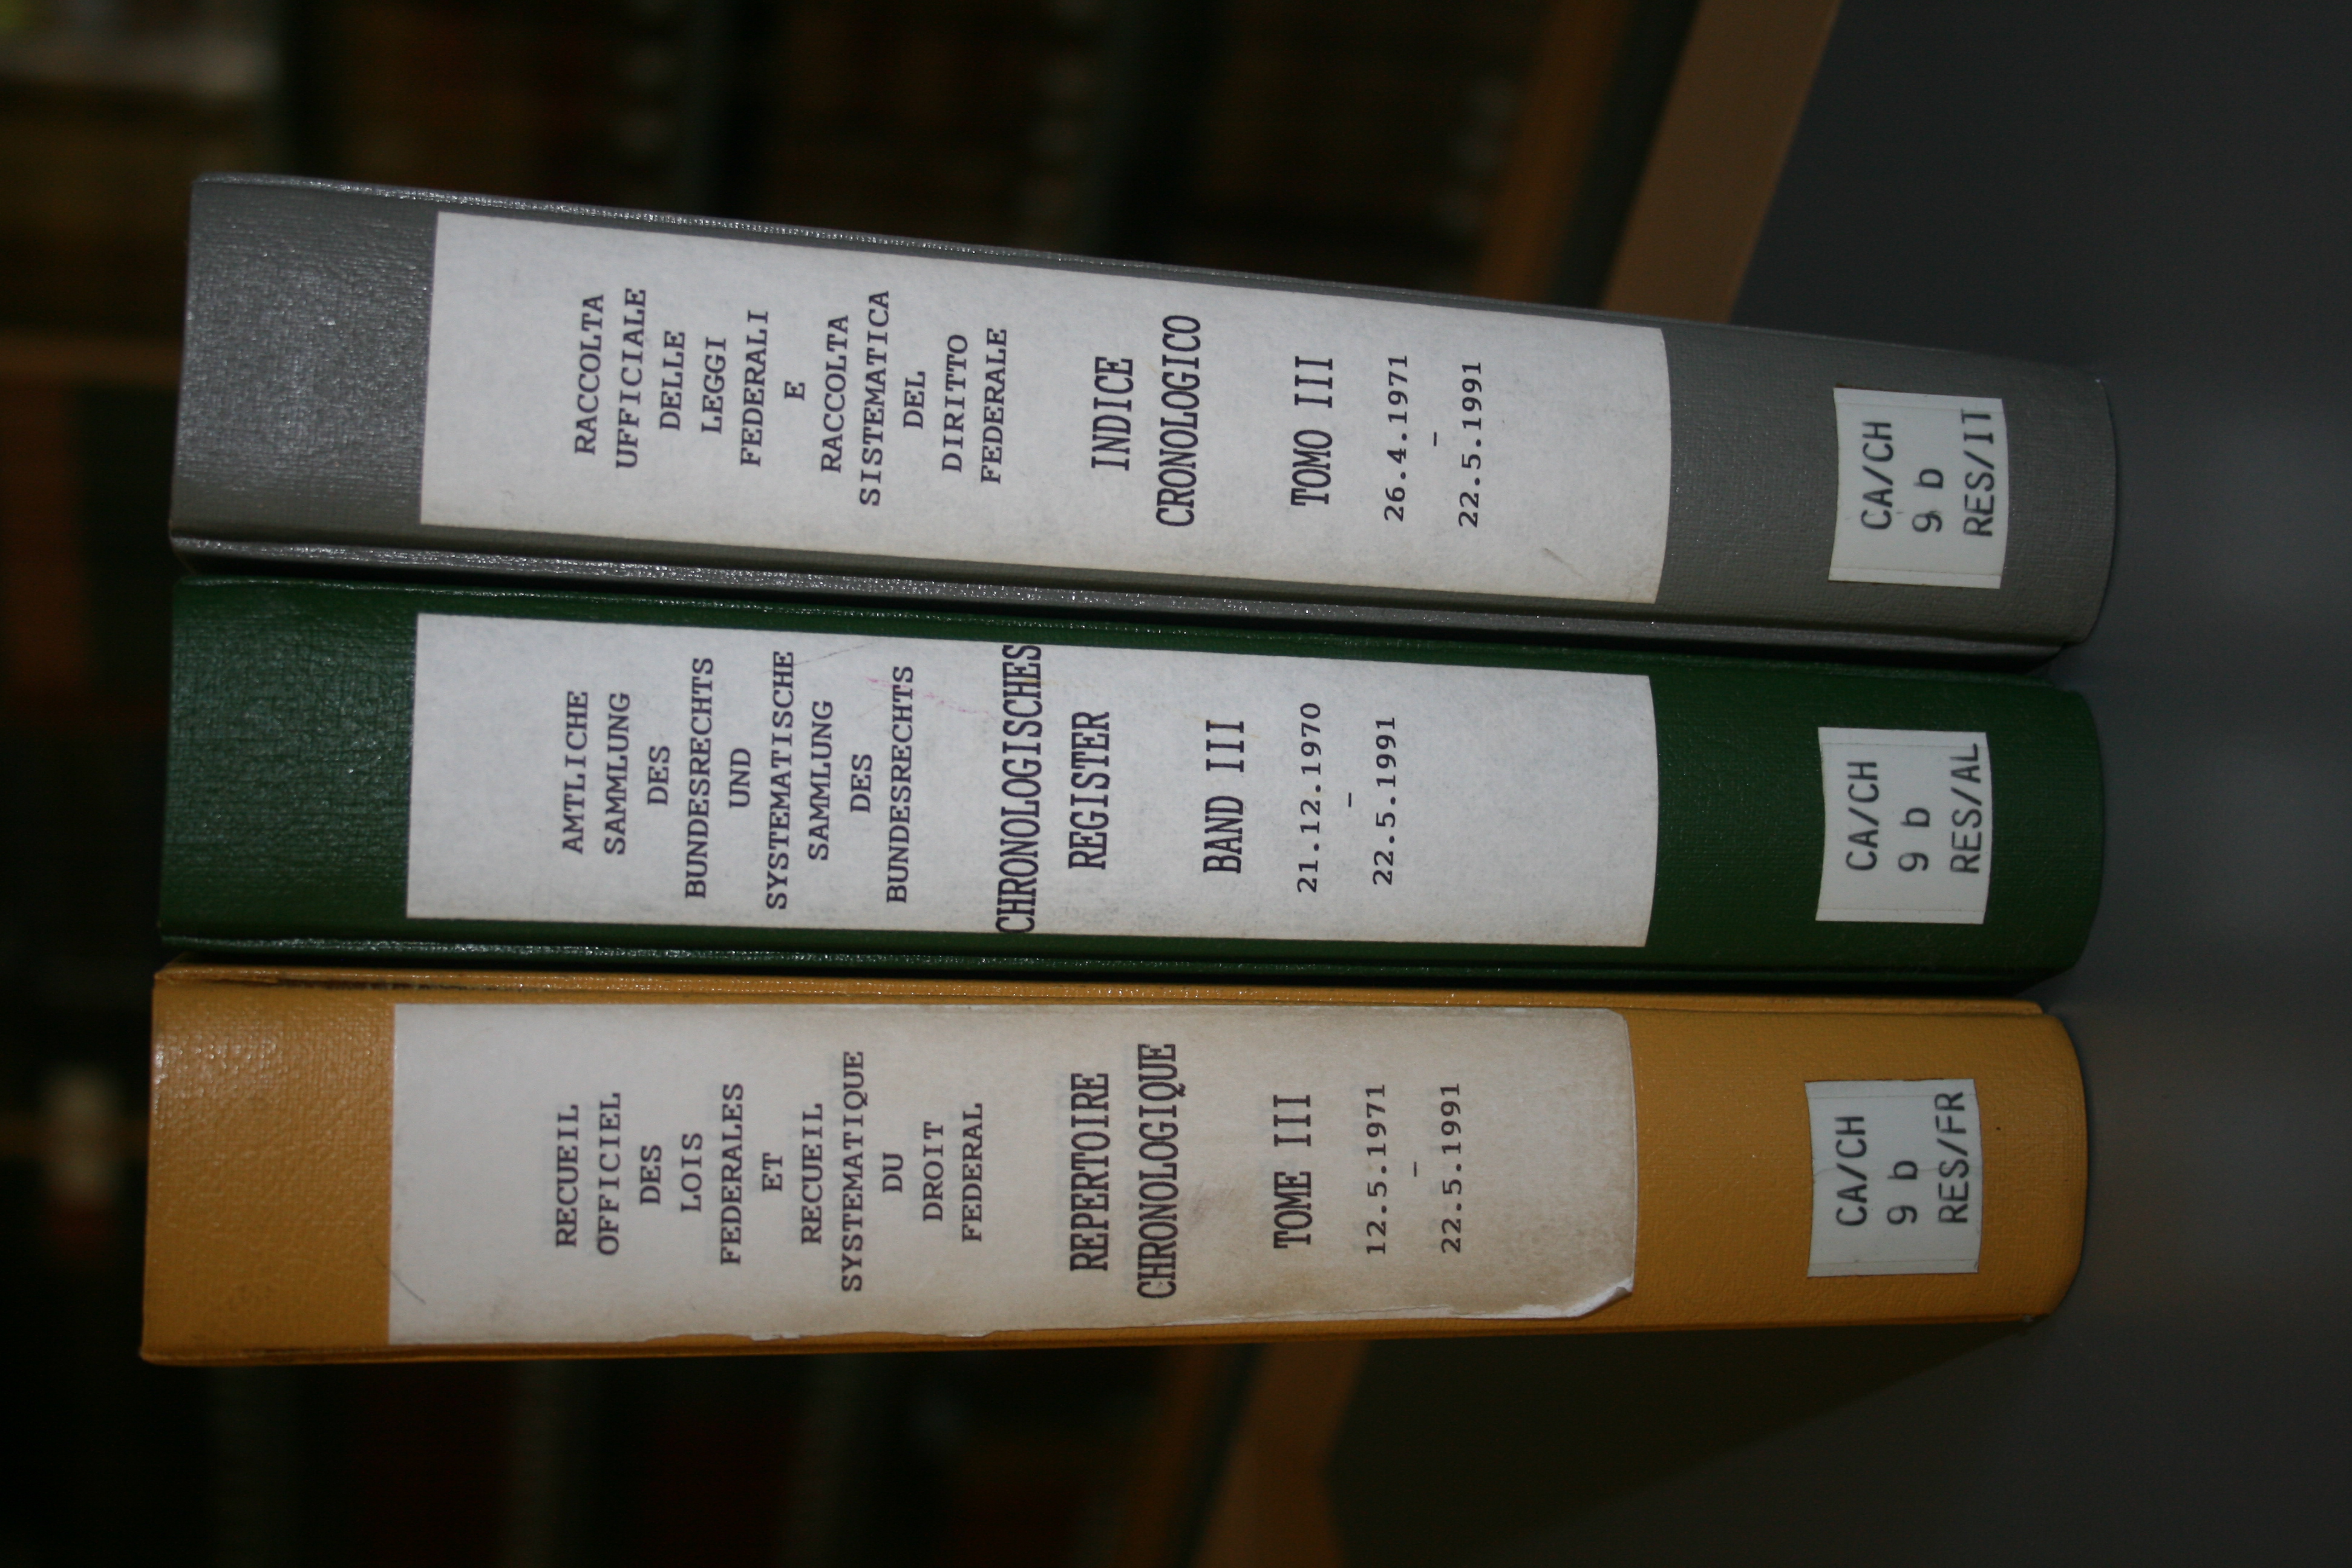 RECUEIL
OFFICIEL
DES
LOIS
FEDERALES
ET
RECUEIL
SYSTEMATIQUE
DU
DROIT
FEDERAL
REPERTOIRE
CHRONOLOGIQUE
TOME III
12.5.1971
–
22.5.1991
CA/CH
9 b
RES/FR
AMTLICHE
SAMMLUNG
DES
BUNDESRECHTS
UND
SYSTEMATISCHE
SAMMLUNG
DES
BUNDESRECHTS
CHRONOLOGISCHES
REGISTER
BAND III
21.12.1970
–
22.5.1991
CA/CH
9 b
RES/AL
RACCOLTA
UFFICIALE
DELLE
LEGGI
FEDERALI
E
RACCOLTA
SISTEMATICA
DEL
DIRITTO
FEDERALE
INDICE
CRONOLOGICO
TOMO III
26.4.1971
–
22.5.1991
CA/CH
9 b
RES/IT